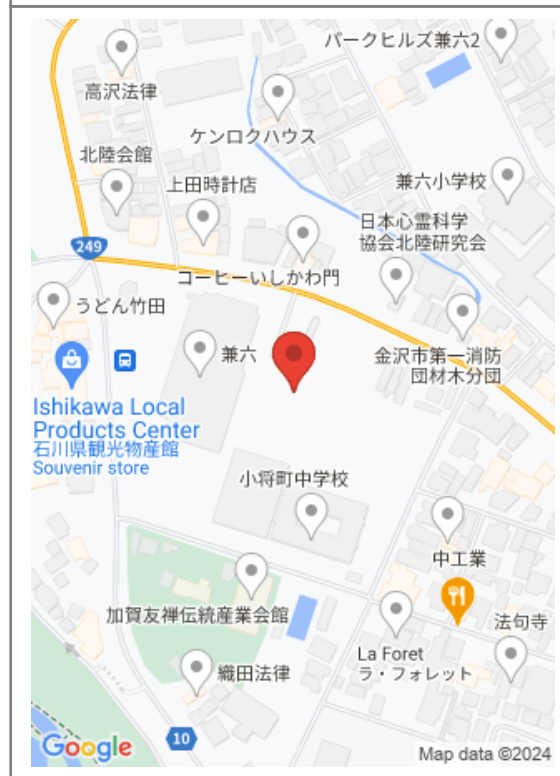 パークヒルズ兼六2
高沢法律
ケンロクハウス
北陸会館
兼六小学校
上田時計店
日本心霊科学
協会北陸研究会
249
コーヒーいしかわ門
うどん竹田
兼六
金沢市第一消防
団材木分団
Ishikawa Local
Products Center
石川県観光物産館
Souvenir store
小将町中学校
中工業
加賀友禅伝統産業会館
法句寺
La Foret
ラ・フォレット
織田法律
10
Google
Map data ©2024